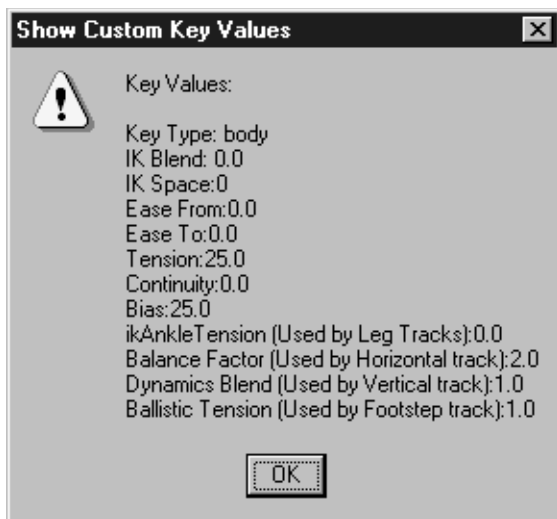 Show Custom Key Values
Key Values:
Key Type: body
IK Blend: 0.0
IK Space:0
Ease From:0.0
Ease To:0.0
Tension:25.0
Continuity:0.0
Bias:25.0
ikAnkleTension (Used by Leg Tracks):0.0
Balance Factor (Used by Horizontal track):2.0
Dynamics Blend (Used by Vertical track):1.0
Ballistic Tension (Used by Footstep track):1.0
OK